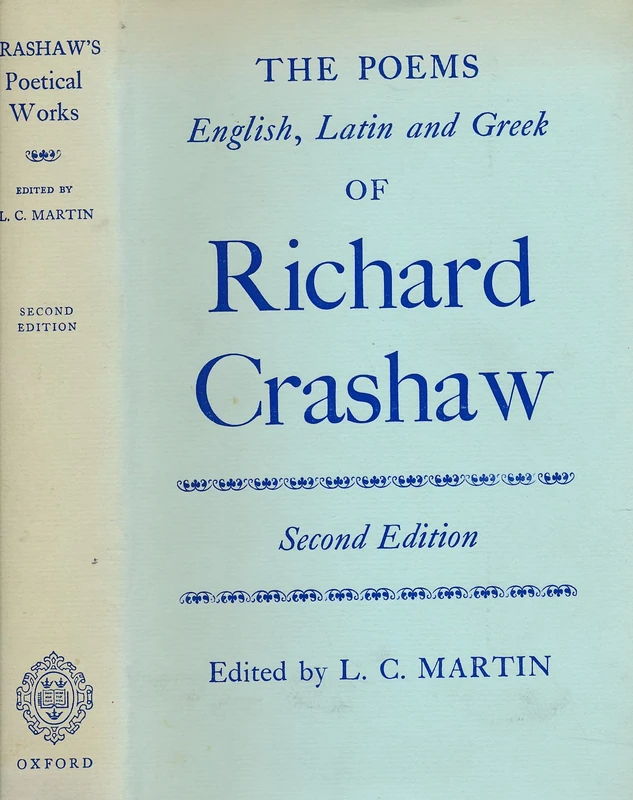 RASHAW'S
Poetical
Works
EDITED BY
L. C. MARTIN
SECOND
EDITION
OXFORD
THE POEMS
English, Latin and Greek
OF
Richard
Crashaw
Second Edition
Edited by L. C. MARTIN